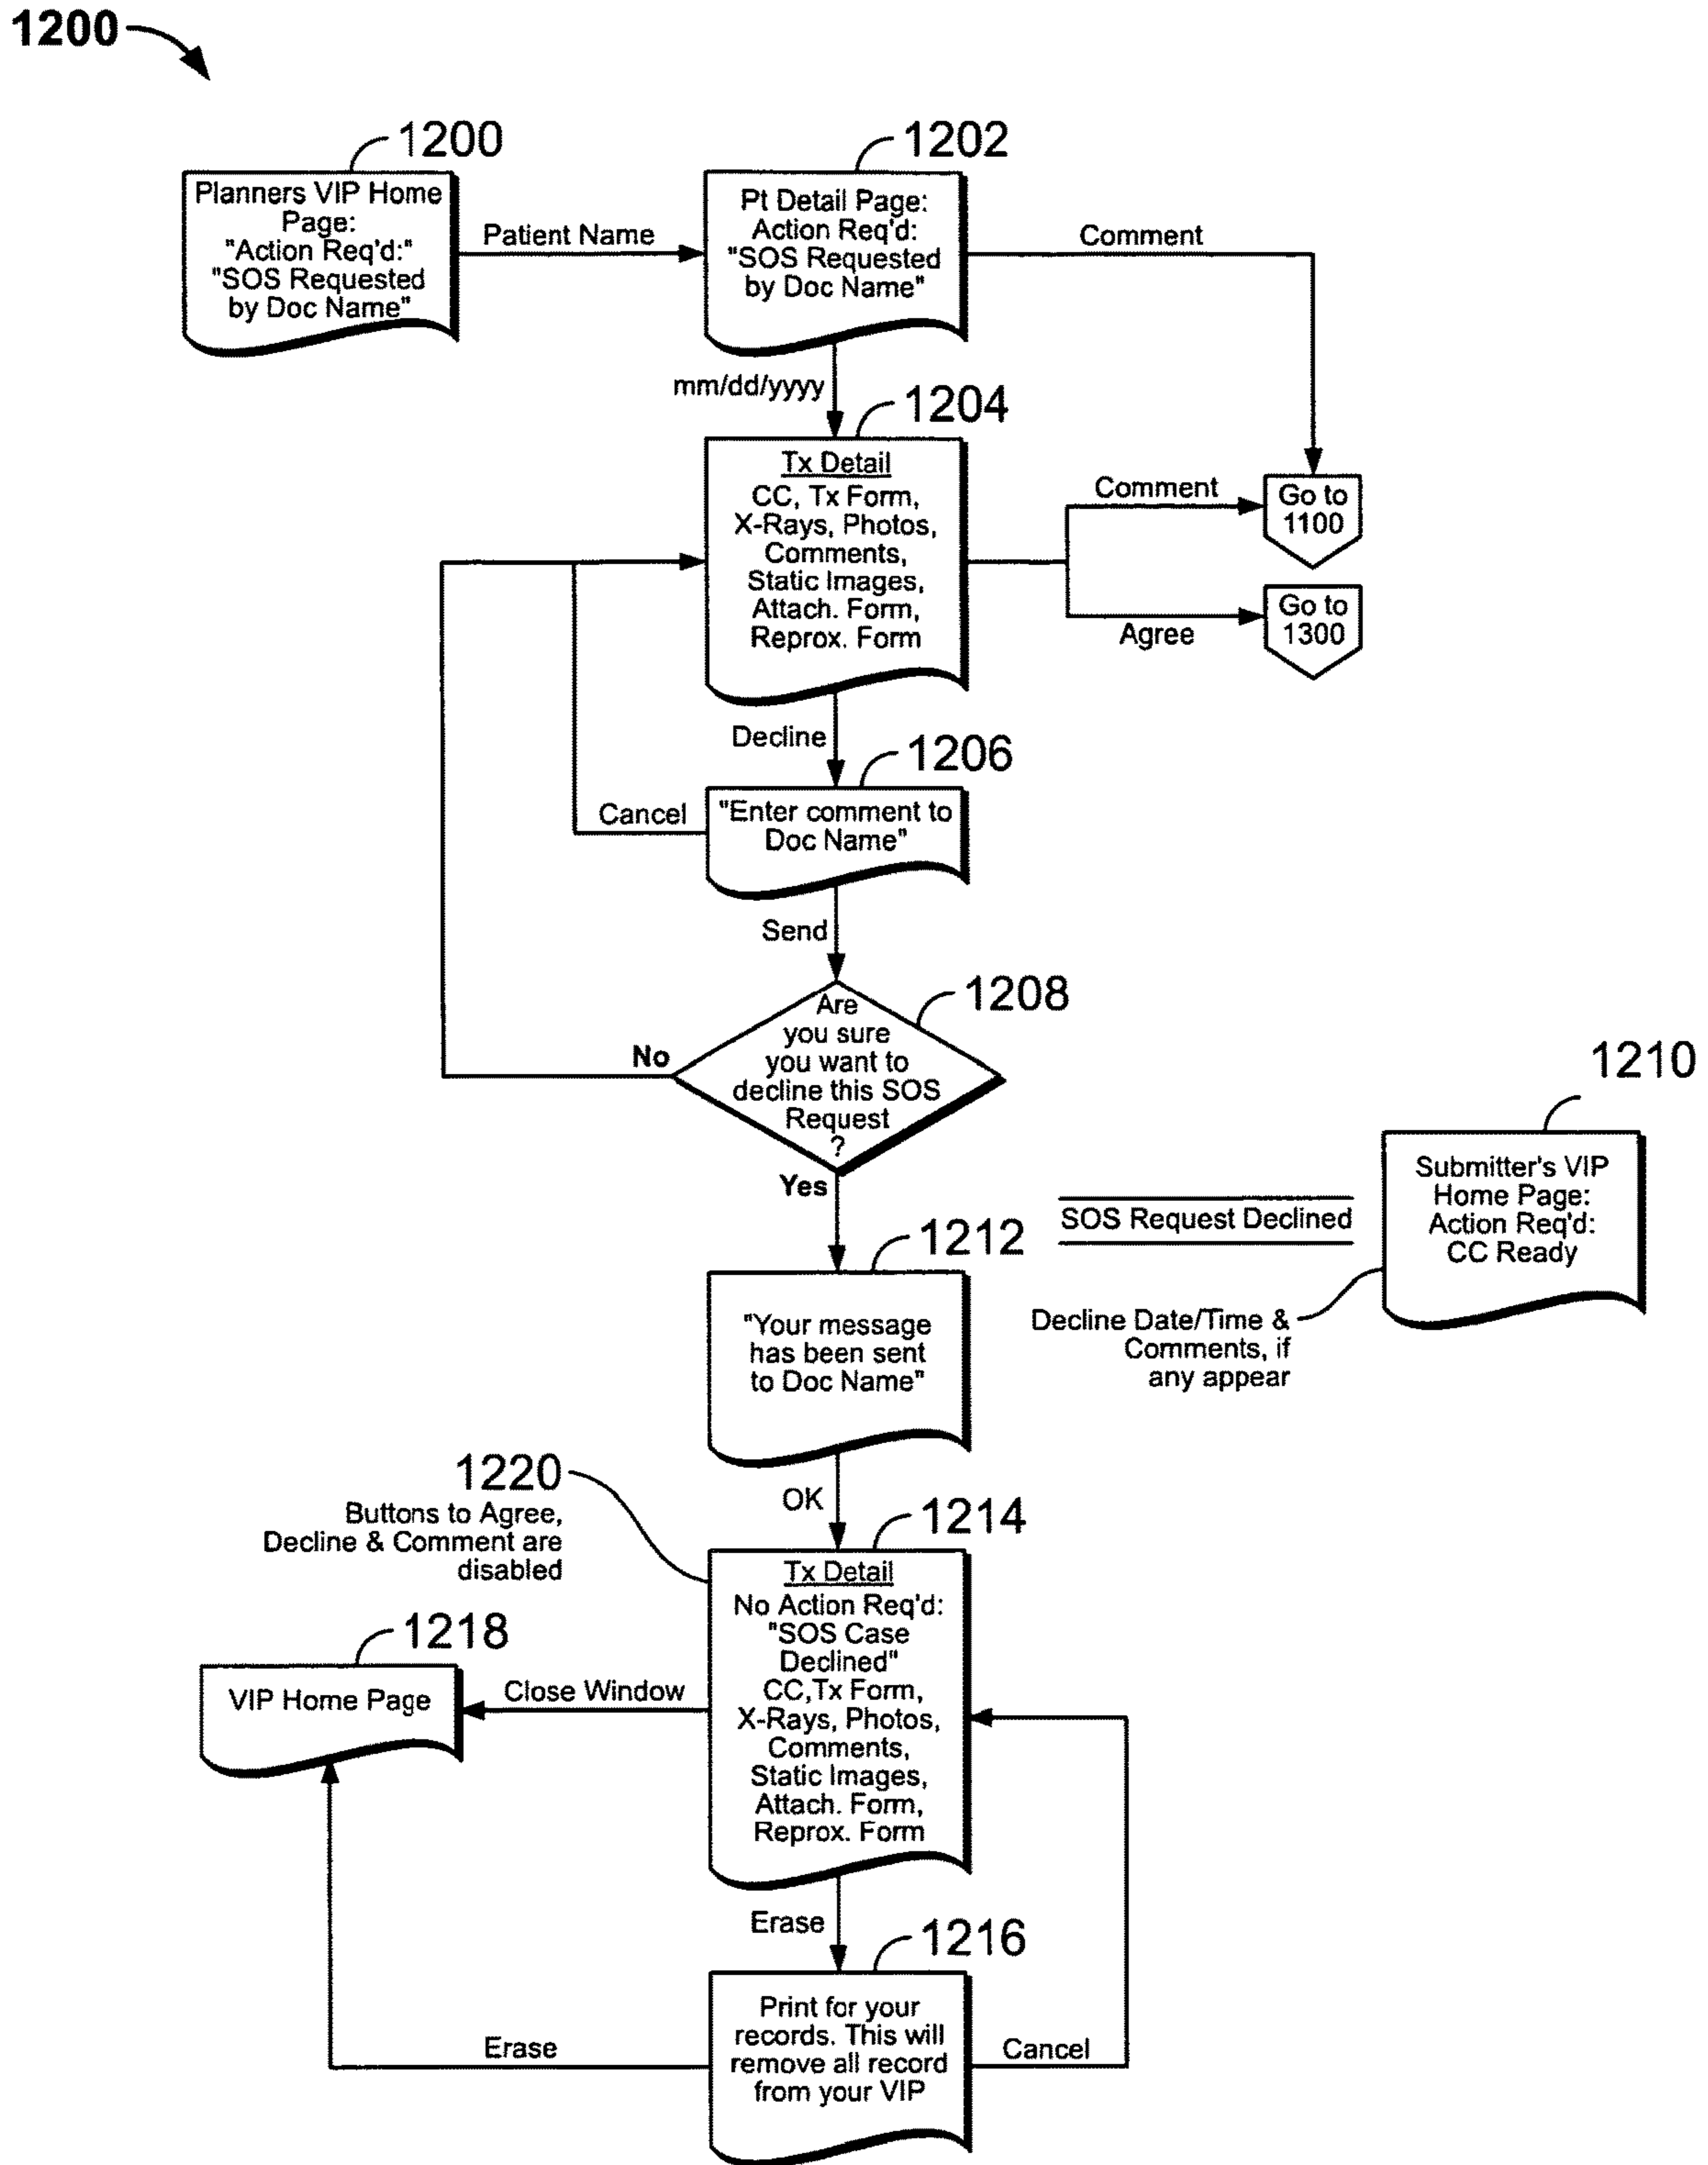 1200
1200
Planners VIP Home
Page:
"Action Req'd:"
"SOS Requested
by Doc Name"
Patient Name
1202
Pt Detail Page:
Action Req'd:
"SOS Requested
by Doc Name"
Comment
mm/dd/yyyy
1204
Tx Detail
CC, Tx Form,
X-Rays, Photos,
Comments,
Static Images,
Attach. Form,
Reprox. Form
Comment
Go to
1100
Agree
Go to
1300
Decline
1206
"Enter comment to
Doc Name"
Cancel
Send
1208
Are
you sure
you want to
decline this SOS
Request
?
No
Yes
1210
Submitter's VIP
Home Page:
Action Req'd:
CC Ready
SOS Request Declined
Decline Date/Time &
Comments, if
any appear
1212
"Your message
has been sent
to Doc Name"
OK
1220
Buttons to Agree,
Decline & Comment are
disabled
1214
Tx Detail
No Action Req'd:
"SOS Case
Declined"
CC,Tx Form,
X-Rays, Photos,
Comments,
Static Images,
Attach. Form,
Reprox. Form
1218
VIP Home Page
Close Window
Erase
1216
Print for your
records. This will
remove all record
from your VIP
Erase
Cancel